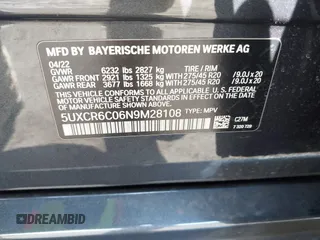 MFD BY BAYERISCHE MOTOREN WERKE AG
04/22
GVWR 6232 lbs 2827 kg TIRE / RIM
GAWR FRONT 2921 lbs 1325 kg WITH 275/45 R20 /9.0J x 20
GAWR REAR 3677 lbs 1668 kg WITH 275/45 R20 /9.0J x 20
THIS VEHICLE CONFORMS TO ALL APPLICABLE
U.S. FEDERAL MOTOR VEHICLE SAFETY
STANDARDS IN EFFECT ON THE DATE OF
MANUFACTURE SHOWN ABOVE.
5UXCR6C06N9M28108 TYPE: MPV
C27M
DREAMBID